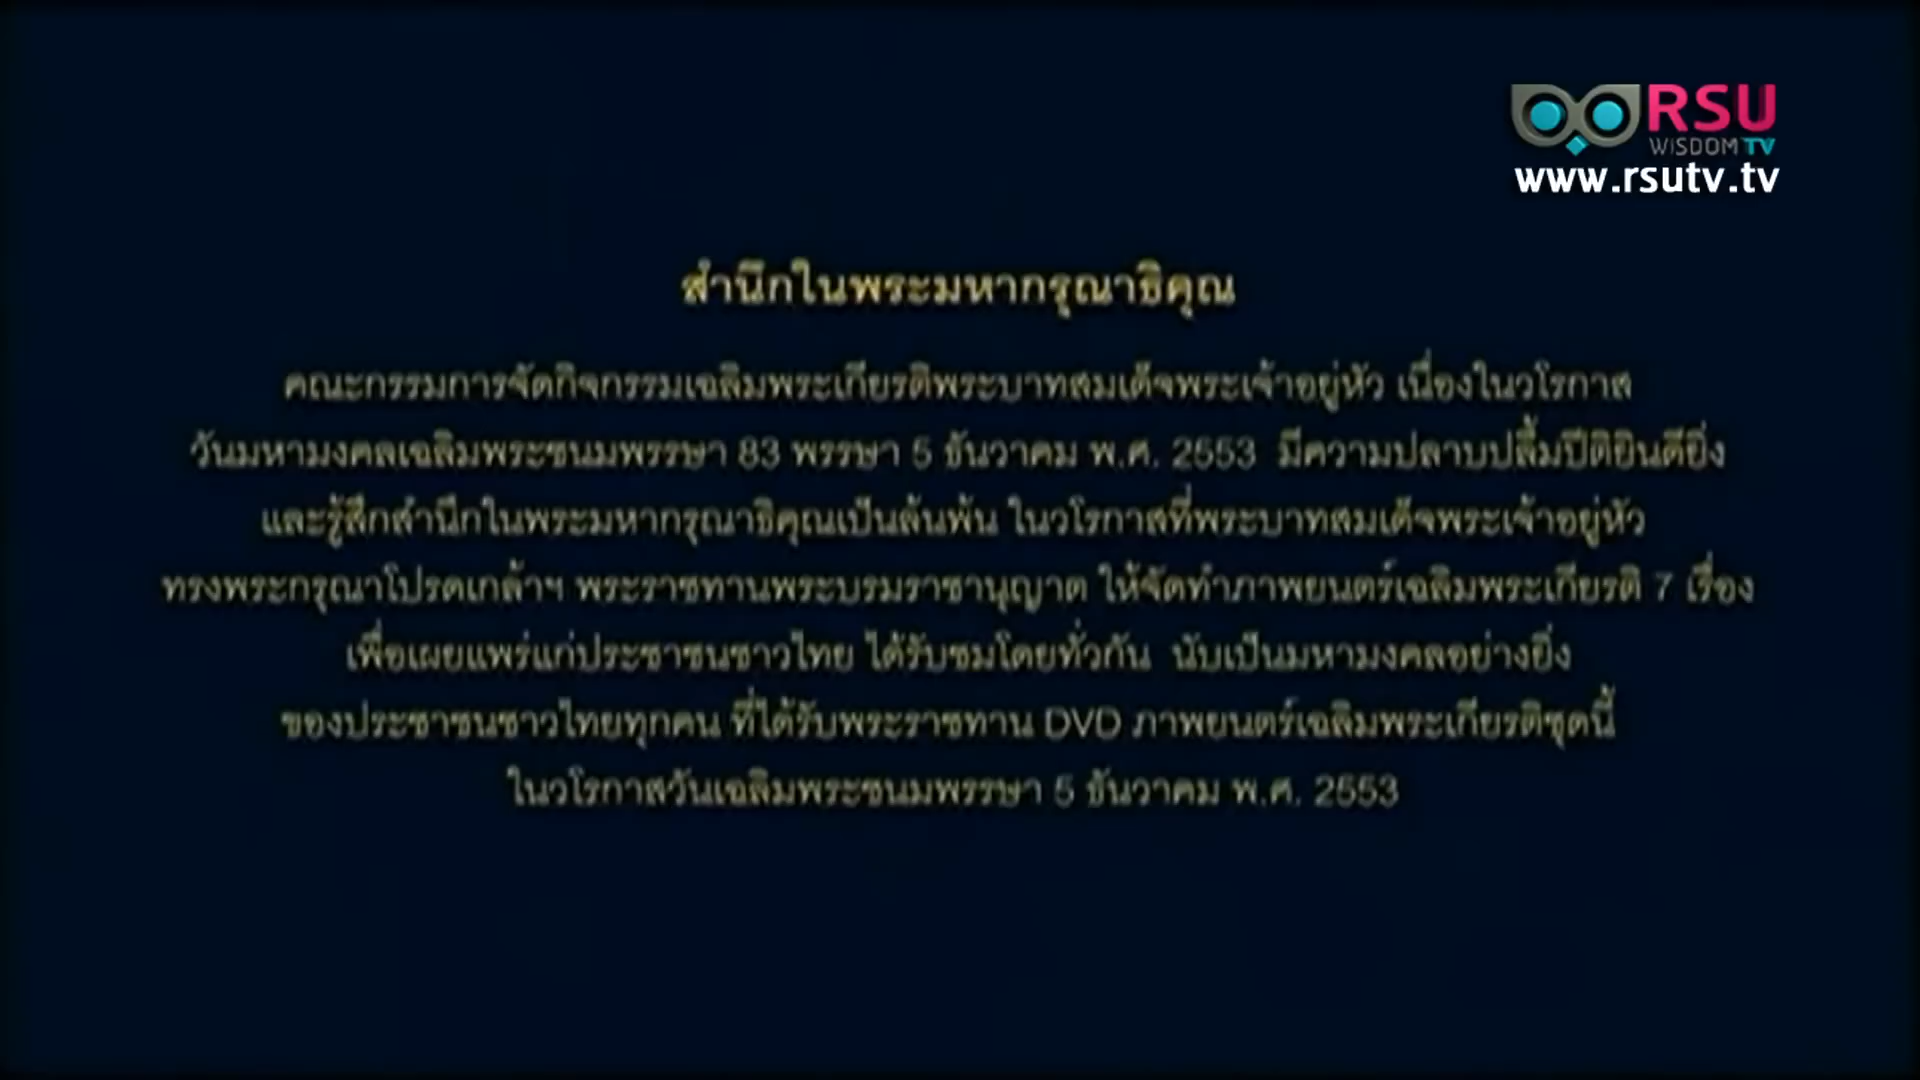 RSU
WISDOM TV
www.rsutv.tv
สำนึกในพระมหากรุณาธิคุณ
คณะกรรมการจัดกิจกรรมเฉลิมพระเกียรติพระบาทสมเด็จพระเจ้าอยู่หัว เนื่องในวโรกาส
วันมหามงคลเฉลิมพระชนมพรรษา 83 พรรษา 5 ธันวาคม พ.ศ. 2553 มีความปลาบปลื้มปีติยินดียิ่ง
และรู้สึกสำนึกในพระมหากรุณาธิคุณเป็นล้นพ้น ในวโรกาสที่พระบาทสมเด็จพระเจ้าอยู่หัว
ทรงพระกรุณาโปรดเกล้าฯ พระราชทานพระบรมราชานุญาต ให้จัดทำภาพยนตร์เฉลิมพระเกียรติ 7 เรื่อง
เพื่อเผยแพร่แก่ประชาชนชาวไทย ได้รับชมโดยทั่วกัน นับเป็นมหามงคลอย่างยิ่ง
ของประชาชนชาวไทยทุกคน ที่ได้รับพระราชทาน DVD ภาพยนตร์เฉลิมพระเกียรติชุดนี้
ในวโรกาสวันเฉลิมพระชนมพรรษา 5 ธันวาคม พ.ศ. 2553